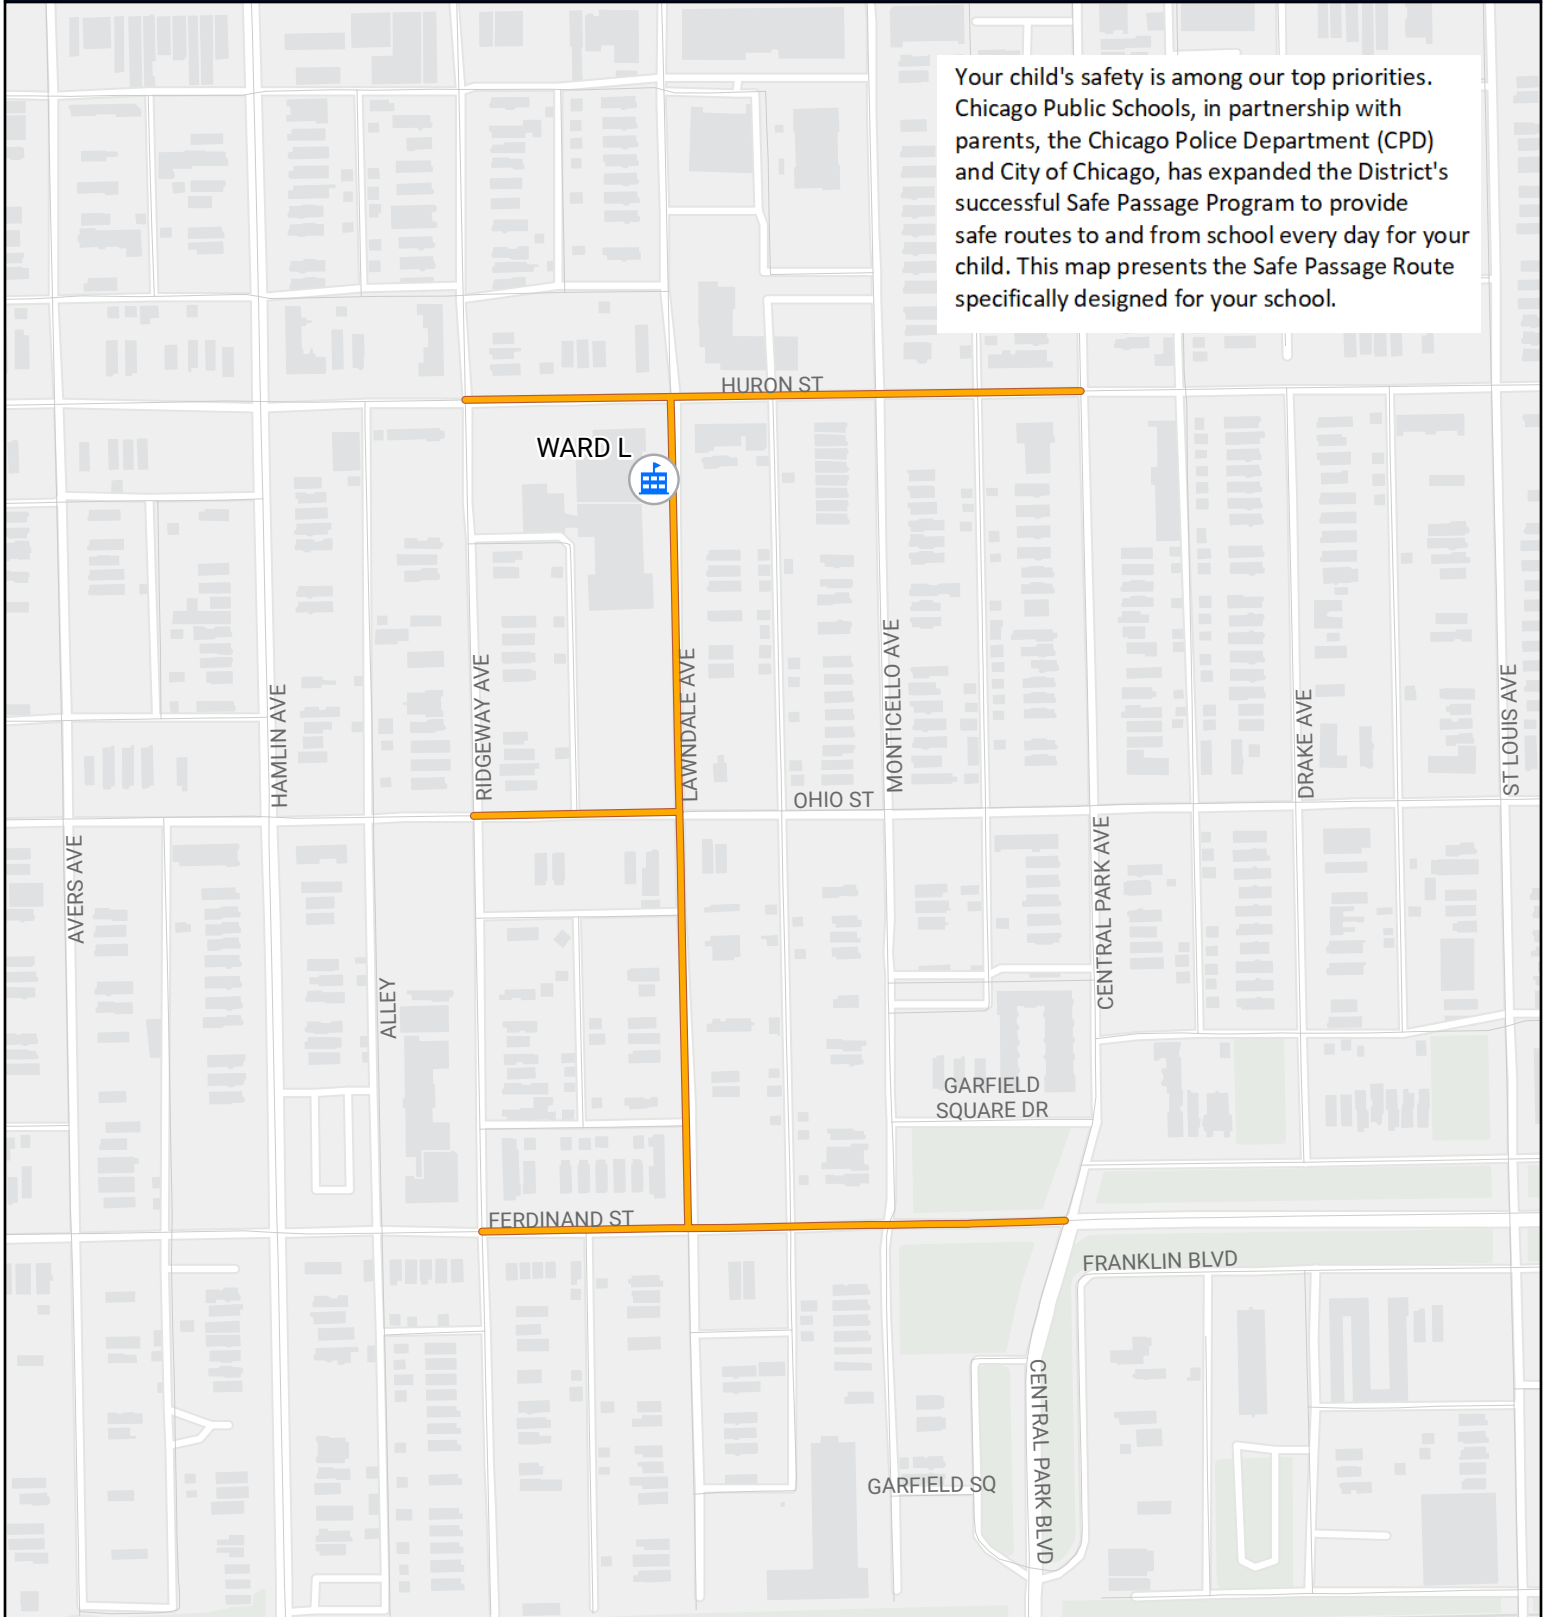 Your child's safety is among our top priorities.
Chicago Public Schools, in partnership with
parents, the Chicago Police Department (CPD)
and City of Chicago, has expanded the District's
successful Safe Passage Program to provide
safe routes to and from school every day for your
child. This map presents the Safe Passage Route
specifically designed for your school.
HURON ST
WARD L
HAMLIN AVE
RIDGEWAY AVE
LAWNDALE AVE
MONTICELLO AVE
DRAKE AVE
ST LOUIS AVE
OHIO ST
AVERS AVE
CENTRAL PARK AVE
ALLEY
GARFIELD
SQUARE DR
FERDINAND ST
FRANKLIN BLVD
CENTRAL PARK BLVD
GARFIELD SQ